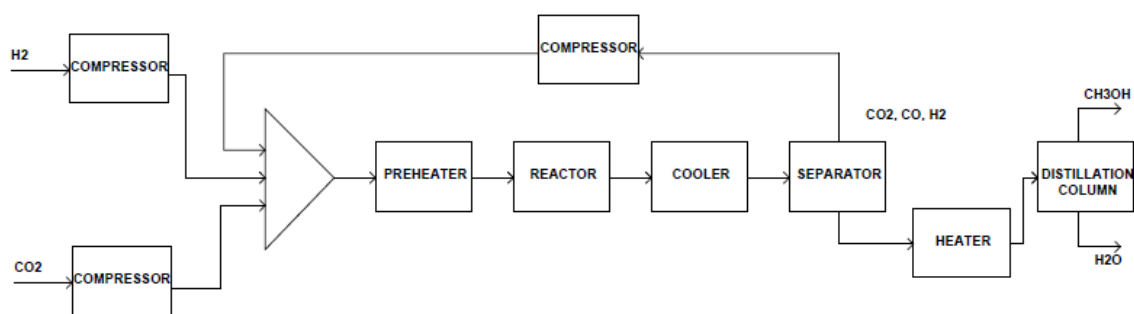 H2
COMPRESSOR
COMPRESSOR
CO2, CO, H2
CH3OH
PREHEATER
REACTOR
COOLER
SEPARATOR
DISTILLATION
COLUMN
HEATER
H2O
CO2
COMPRESSOR